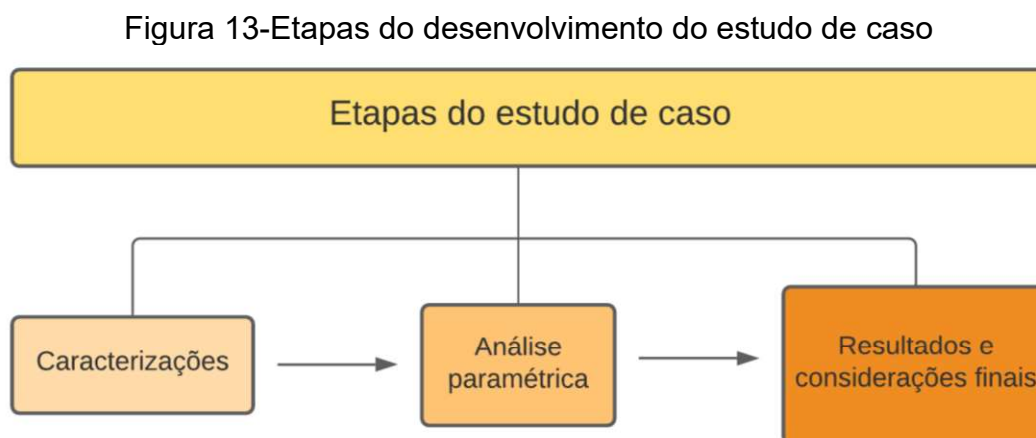 Figura 13-Etapas do desenvolvimento do estudo de caso
Etapas do estudo de caso
Caracterizações
Análise
paramétrica
Resultados e
considerações finais